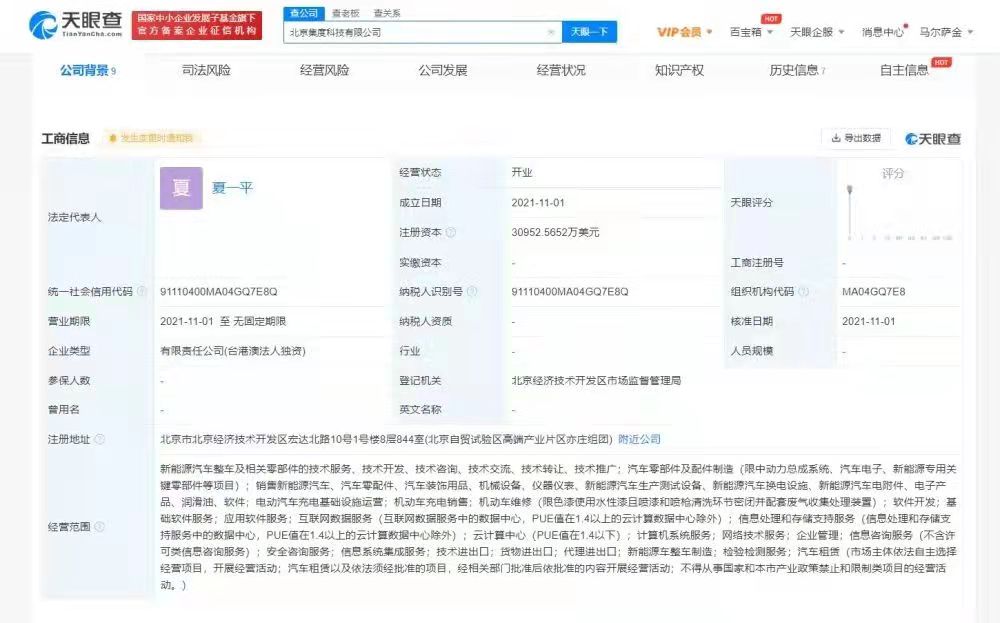 天眼查
TianYanCha.com
国家中小企业发展子基金旗下
官方备案企业征信机构
查公司 查老板 查关系
北京集度科技有限公司 × 天眼一下
VIP会员 百宝箱 HOT 天眼企服 消息中心 马尔萨金
公司背景 9 司法风险 经营风险 公司发展 经营状况 知识产权 历史信息 7 自主信息 HOT
工商信息 发生变更时通知我 导出数据 天眼查
法定代表人 夏 夏一平
经营状态 开业
成立日期 2021-11-01
注册资本 30952.5652万美元
实缴资本 -
天眼评分 评分
工商注册号 -
统一社会信用代码 91110400MA04GQ7E8Q 纳税人识别号 91110400MA04GQ7E8Q 组织机构代码 MA04GQ7E8
营业期限 2021-11-01 至 无固定期限 纳税人资质 - 核准日期 2021-11-01
企业类型 有限责任公司(台港澳法人独资) 行业 - 人员规模 -
参保人数 - 登记机关 北京经济技术开发区市场监督管理局
曾用名 - 英文名称 -
注册地址 北京市北京经济技术开发区宏达北路10号1号楼8层844室(北京自贸试验区高端产业片区亦庄组团) 附近公司
经营范围
新能源汽车整车及相关零部件的技术服务、技术开发、技术咨询、技术交流、技术转让、技术推广；汽车零部件及配件制造（限中动力总成系统、汽车电子、新能源专用关
键零部件等项目）；销售新能源汽车、汽车零配件、汽车装饰用品、机械设备、仪器仪表、新能源汽车生产测试设备、新能源汽车换电设施、新能源汽车电附件、电子产
品、润滑油、软件；电动汽车充电基础设施运营；机动车充电销售；机动车维修（限色漆使用水性漆且喷漆和喷枪清洗环节密闭并配套废气收集处理装置）；软件开发；基
础软件服务；应用软件服务；互联网数据服务（互联网数据服务中的数据中心，PUE值在1.4以上的云计算数据中心除外）；信息处理和存储支持服务（信息处理和存储支
持服务中的数据中心，PUE值在1.4以上的云计算数据中心除外）；云计算中心（PUE值在1.4以下）；计算机系统服务；网络技术服务；企业管理；信息咨询服务（不含许
可类信息咨询服务）；安全咨询服务；信息系统集成服务；技术进出口；货物进出口；代理进出口；新能源车整车制造；检验检测服务；汽车租赁（市场主体依法自主选择
经营项目，开展经营活动；汽车租赁以及依法须经批准的项目，经相关部门批准后依批准的内容开展经营活动；不得从事国家和本市产业政策禁止和限制类项目的经营活
动。）